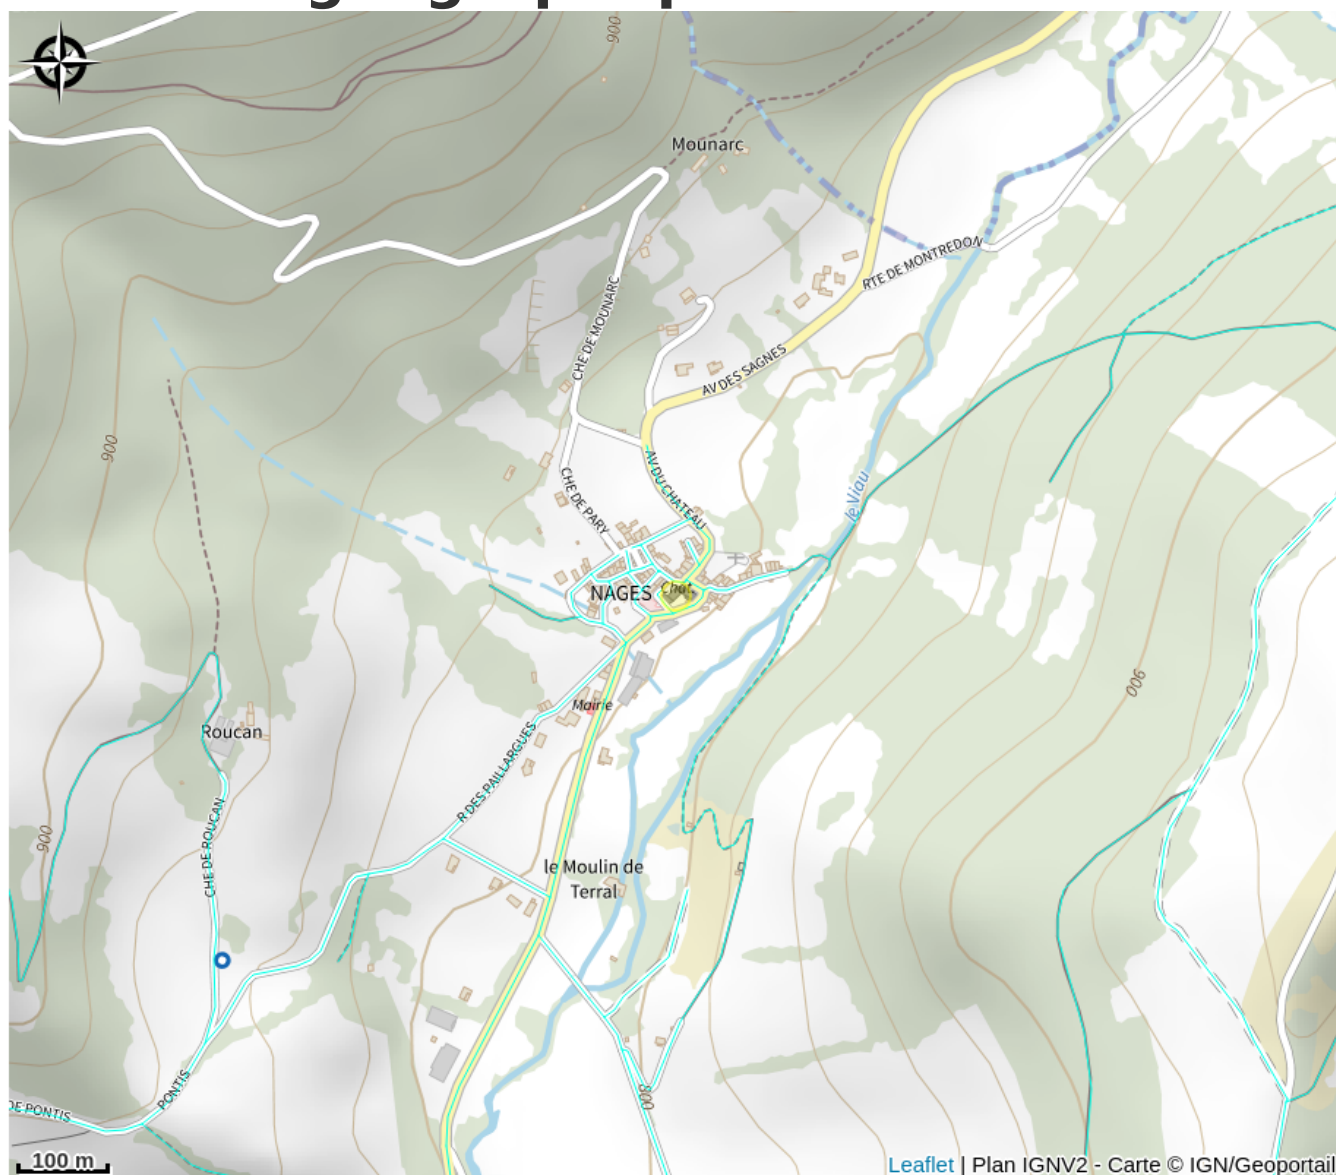 900
Mounarc
RTE DE MONTREDON
CHE DE MOUNARC
AV DES SAGNES
900
AV DU CHATEAU
CHE DE PARY
le Viau
NAGES
Chat.
900
Mairie
Roucan
R DES PAILLARGUES
900
CHE DE ROUCAN
le Moulin de
Terral
800
PONTIS
DE PONTIS
100 m
Leaflet | Plan IGNV2 - Carte © IGN/Geoportail